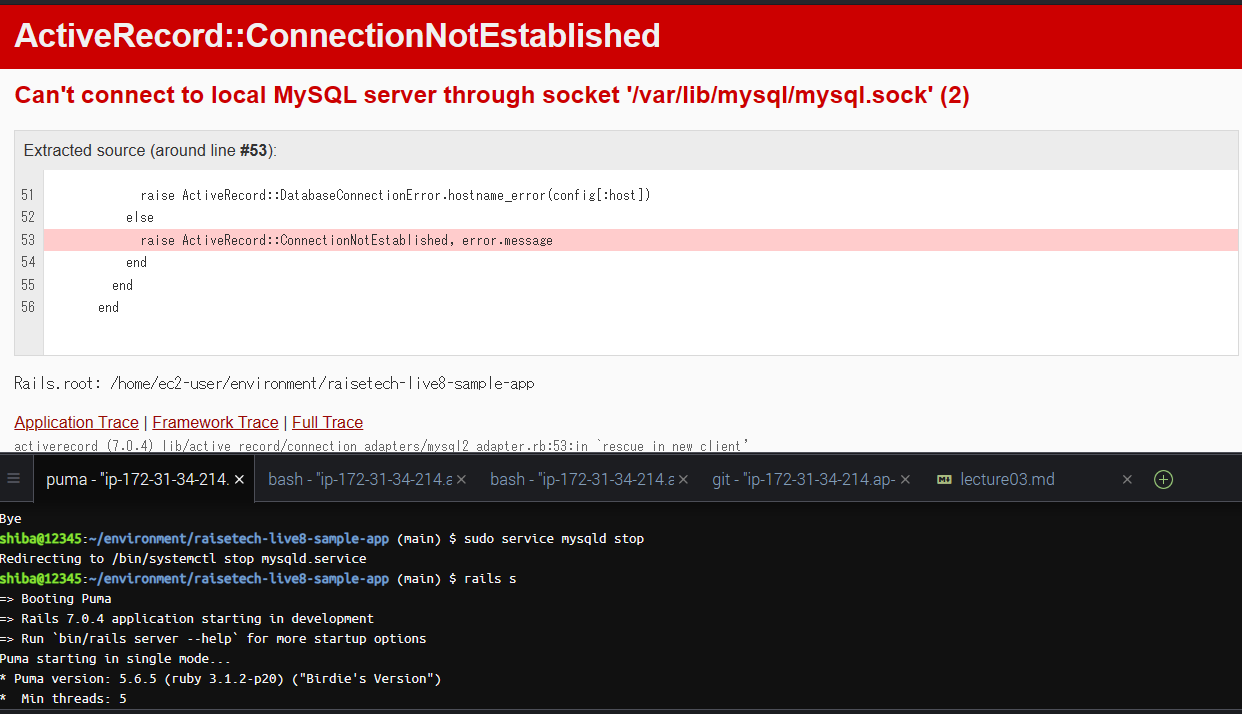 ActiveRecord::ConnectionNotEstablished
Can't connect to local MySQL server through socket '/var/lib/mysql/mysql.sock' (2)
Extracted source (around line #53):
51 raise ActiveRecord::DatabaseConnectionError.hostname_error(config[:host])
52 else
53 raise ActiveRecord::ConnectionNotEstablished, error.message
54 end
55 end
56 end
Rails.root: /home/ec2-user/environment/raisetech-live8-sample-app
Application Trace | Framework Trace | Full Trace
activerecord (7.0.4) lib/active_record/connection_adapters/mysql2_adapter.rb:53:in `rescue in new_client'
puma - "ip-172-31-34-214. × bash - "ip-172-31-34-214.a × bash - "ip-172-31-34-214.a × git - "ip-172-31-34-214.ap- × M↓ lecture03.md ×
Bye
shiba@12345:~/environment/raisetech-live8-sample-app (main) $ sudo service mysqld stop
Redirecting to /bin/systemctl stop mysqld.service
shiba@12345:~/environment/raisetech-live8-sample-app (main) $ rails s
=> Booting Puma
=> Rails 7.0.4 application starting in development
=> Run `bin/rails server --help` for more startup options
Puma starting in single mode...
* Puma version: 5.6.5 (ruby 3.1.2-p20) ("Birdie's Version")
* Min threads: 5